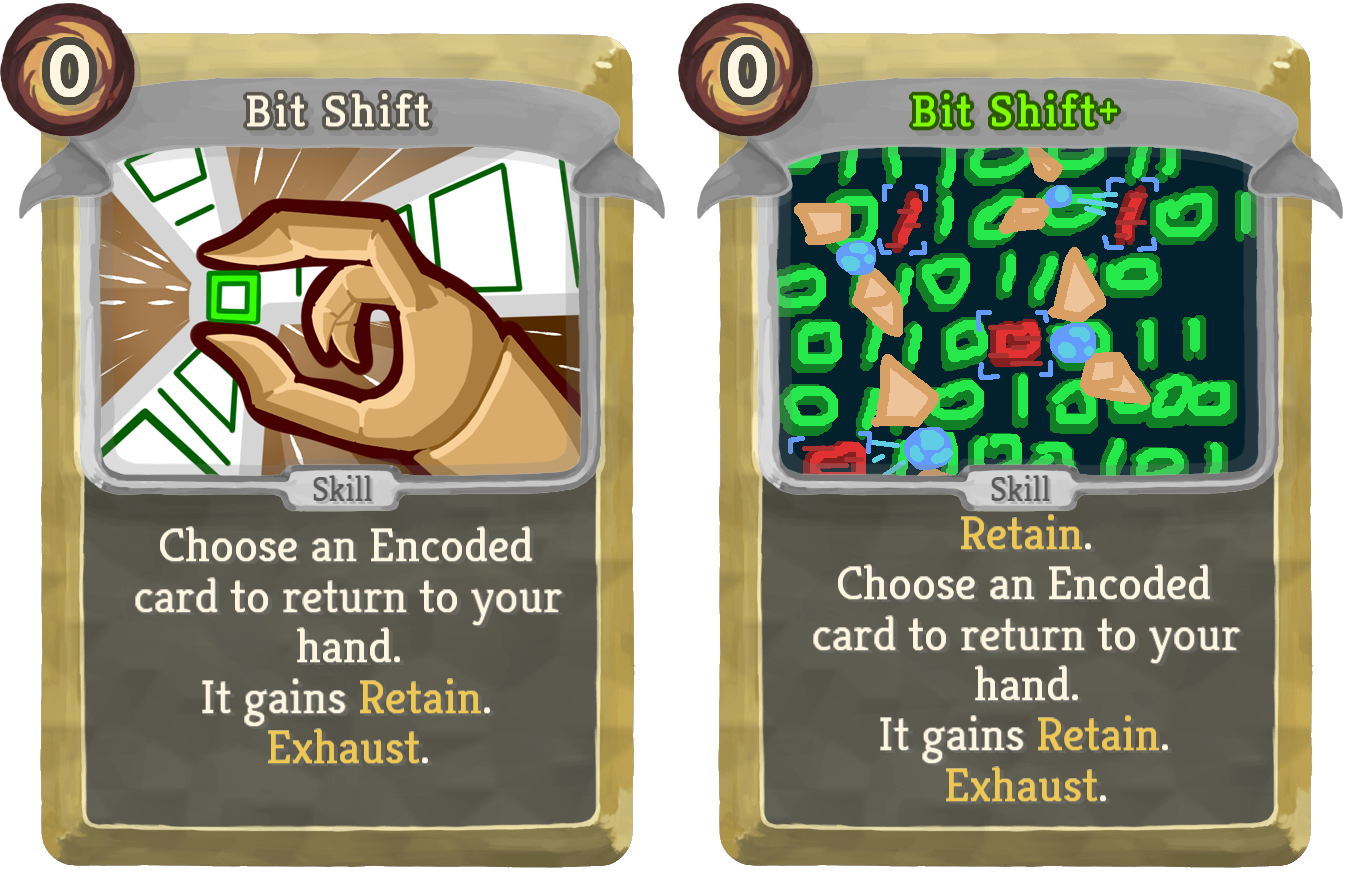 0
Bit Shift
Skill
Choose an Encoded
card to return to your
hand.
It gains Retain.
Exhaust.
0
Bit Shift+
Skill
Retain.
Choose an Encoded
card to return to your
hand.
It gains Retain.
Exhaust.